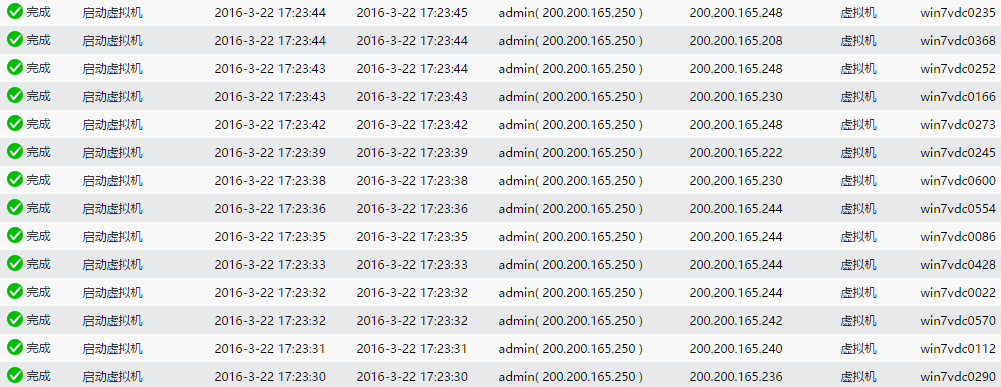 完成 启动虚拟机 2016-3-22 17:23:44 2016-3-22 17:23:45 admin( 200.200.165.250 ) 200.200.165.248 虚拟机 win7vdc0235
完成 启动虚拟机 2016-3-22 17:23:44 2016-3-22 17:23:44 admin( 200.200.165.250 ) 200.200.165.208 虚拟机 win7vdc0368
完成 启动虚拟机 2016-3-22 17:23:43 2016-3-22 17:23:44 admin( 200.200.165.250 ) 200.200.165.248 虚拟机 win7vdc0252
完成 启动虚拟机 2016-3-22 17:23:43 2016-3-22 17:23:43 admin( 200.200.165.250 ) 200.200.165.230 虚拟机 win7vdc0166
完成 启动虚拟机 2016-3-22 17:23:42 2016-3-22 17:23:42 admin( 200.200.165.250 ) 200.200.165.248 虚拟机 win7vdc0273
完成 启动虚拟机 2016-3-22 17:23:39 2016-3-22 17:23:39 admin( 200.200.165.250 ) 200.200.165.222 虚拟机 win7vdc0245
完成 启动虚拟机 2016-3-22 17:23:38 2016-3-22 17:23:38 admin( 200.200.165.250 ) 200.200.165.230 虚拟机 win7vdc0600
完成 启动虚拟机 2016-3-22 17:23:36 2016-3-22 17:23:36 admin( 200.200.165.250 ) 200.200.165.244 虚拟机 win7vdc0554
完成 启动虚拟机 2016-3-22 17:23:35 2016-3-22 17:23:35 admin( 200.200.165.250 ) 200.200.165.244 虚拟机 win7vdc0086
完成 启动虚拟机 2016-3-22 17:23:33 2016-3-22 17:23:33 admin( 200.200.165.250 ) 200.200.165.244 虚拟机 win7vdc0428
完成 启动虚拟机 2016-3-22 17:23:32 2016-3-22 17:23:32 admin( 200.200.165.250 ) 200.200.165.244 虚拟机 win7vdc0022
完成 启动虚拟机 2016-3-22 17:23:32 2016-3-22 17:23:32 admin( 200.200.165.250 ) 200.200.165.242 虚拟机 win7vdc0570
完成 启动虚拟机 2016-3-22 17:23:31 2016-3-22 17:23:31 admin( 200.200.165.250 ) 200.200.165.240 虚拟机 win7vdc0112
完成 启动虚拟机 2016-3-22 17:23:30 2016-3-22 17:23:30 admin( 200.200.165.250 ) 200.200.165.236 虚拟机 win7vdc0290